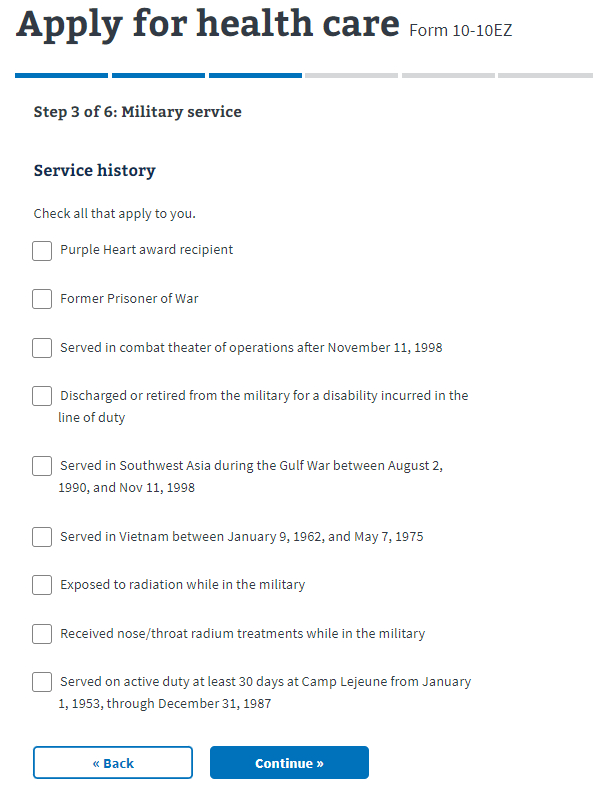 Apply for health care Form 10-10EZ
Step 3 of 6: Military service
Service history
Check all that apply to you.
Purple Heart award recipient
Former Prisoner of War
Served in combat theater of operations after November 11, 1998
Discharged or retired from the military for a disability incurred in the
line of duty
Served in Southwest Asia during the Gulf War between August 2,
1990, and Nov 11, 1998
Served in Vietnam between January 9, 1962, and May 7, 1975
Exposed to radiation while in the military
Received nose/throat radium treatments while in the military
Served on active duty at least 30 days at Camp Lejeune from January
1, 1953, through December 31, 1987
« Back
Continue »